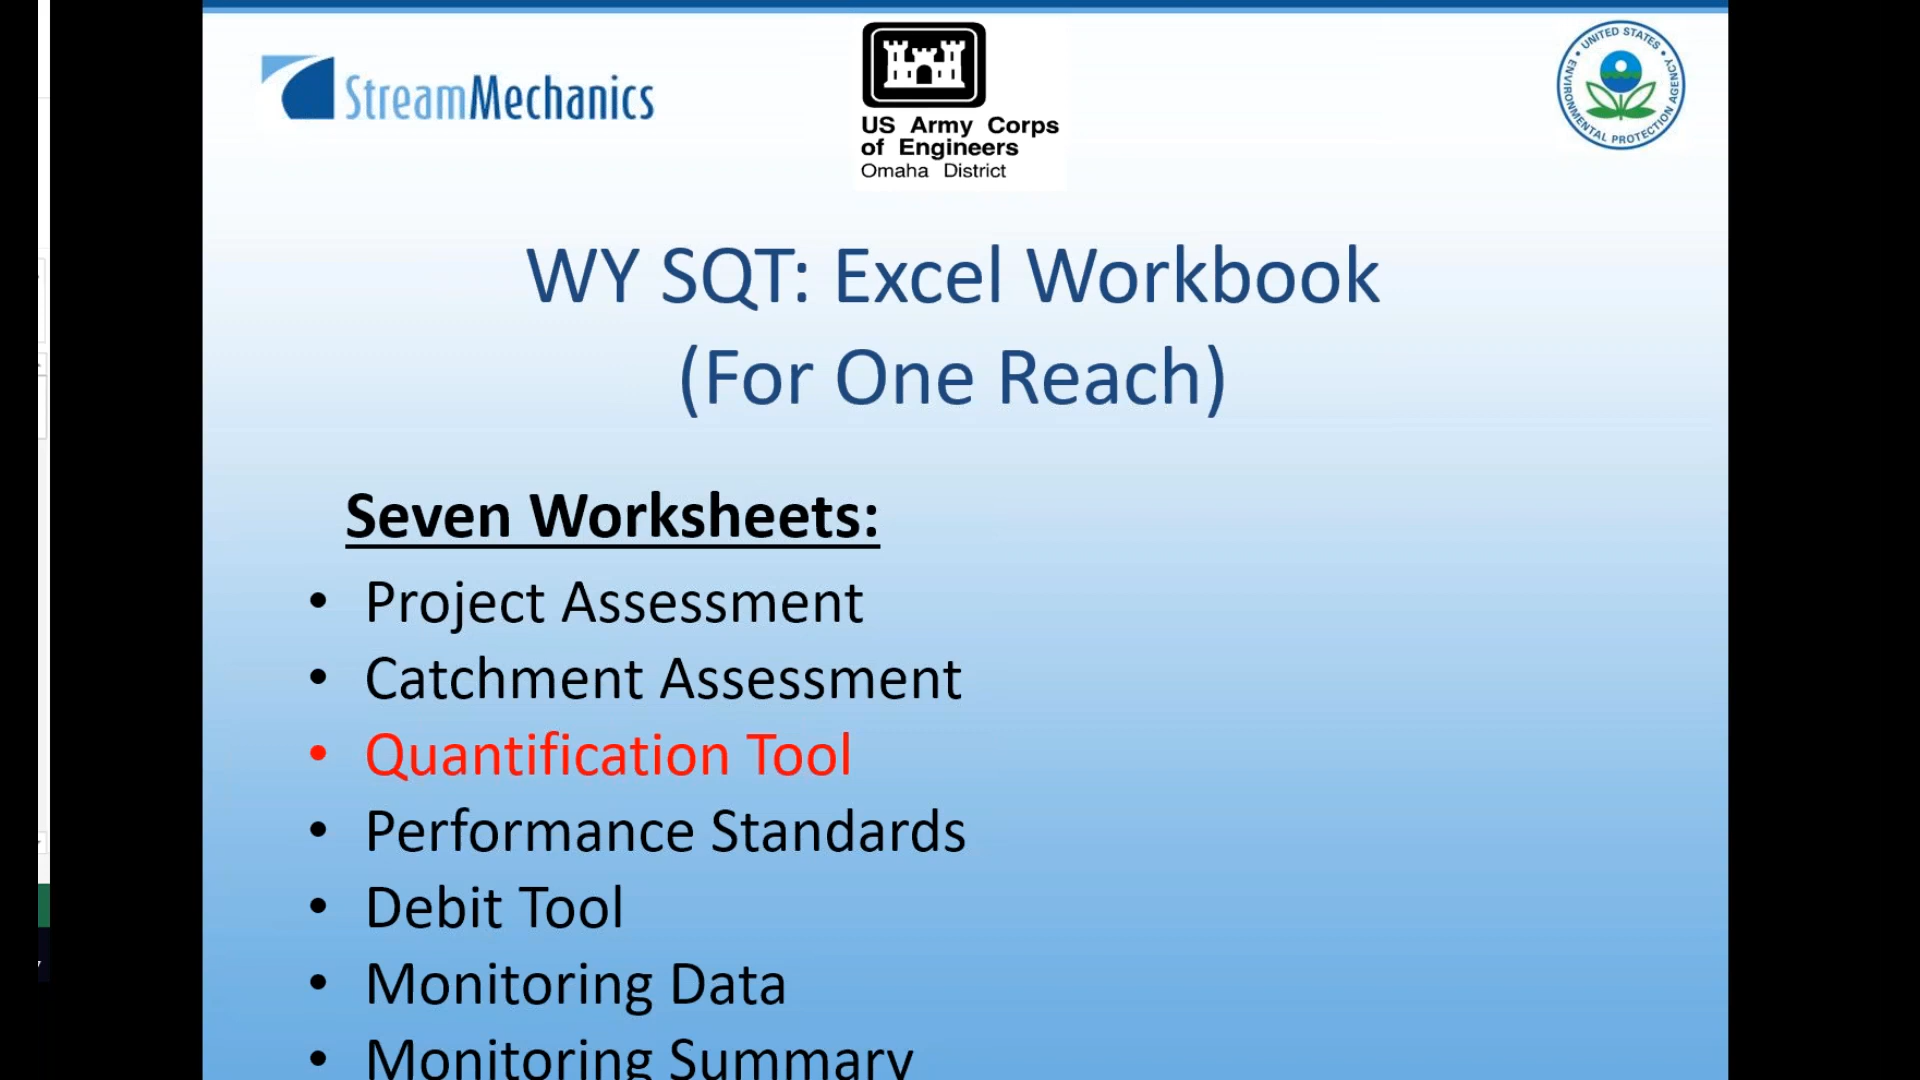 StreamMechanics
US Army Corps
of Engineers
Omaha District
UNITED STATES
ENVIRONMENTAL PROTECTION AGENCY
WY SQT: Excel Workbook
(For One Reach)
Seven Worksheets:
• Project Assessment
• Catchment Assessment
• Quantification Tool
• Performance Standards
• Debit Tool
• Monitoring Data
• Monitoring Summary